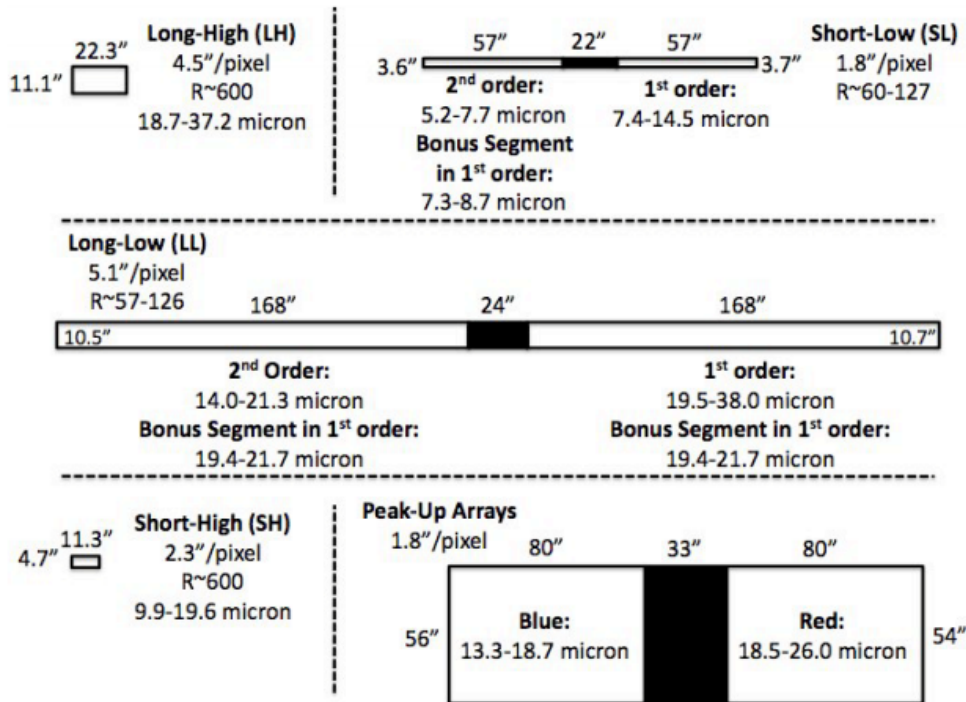 Long-High (LH)
22.3”
4.5”/pixel
11.1”
R~600
18.7-37.2 micron
57”
22”
57”
Short-Low (SL)
3.6”
3.7”
1.8”/pixel
R~60-127
2nd order:
5.2-7.7 micron
Bonus Segment
in 1st order:
7.3-8.7 micron
1st order:
7.4-14.5 micron
Long-Low (LL)
5.1”/pixel
R~57-126
168”
24”
168”
10.5”
10.7”
2nd Order:
14.0-21.3 micron
Bonus Segment in 1st order:
19.4-21.7 micron
1st order:
19.5-38.0 micron
Bonus Segment in 1st order:
19.4-21.7 micron
Short-High (SH)
11.3”
2.3”/pixel
4.7”
R~600
9.9-19.6 micron
Peak-Up Arrays
1.8”/pixel
80”
33”
80”
56”
Blue:
13.3-18.7 micron
Red:
18.5-26.0 micron
54”